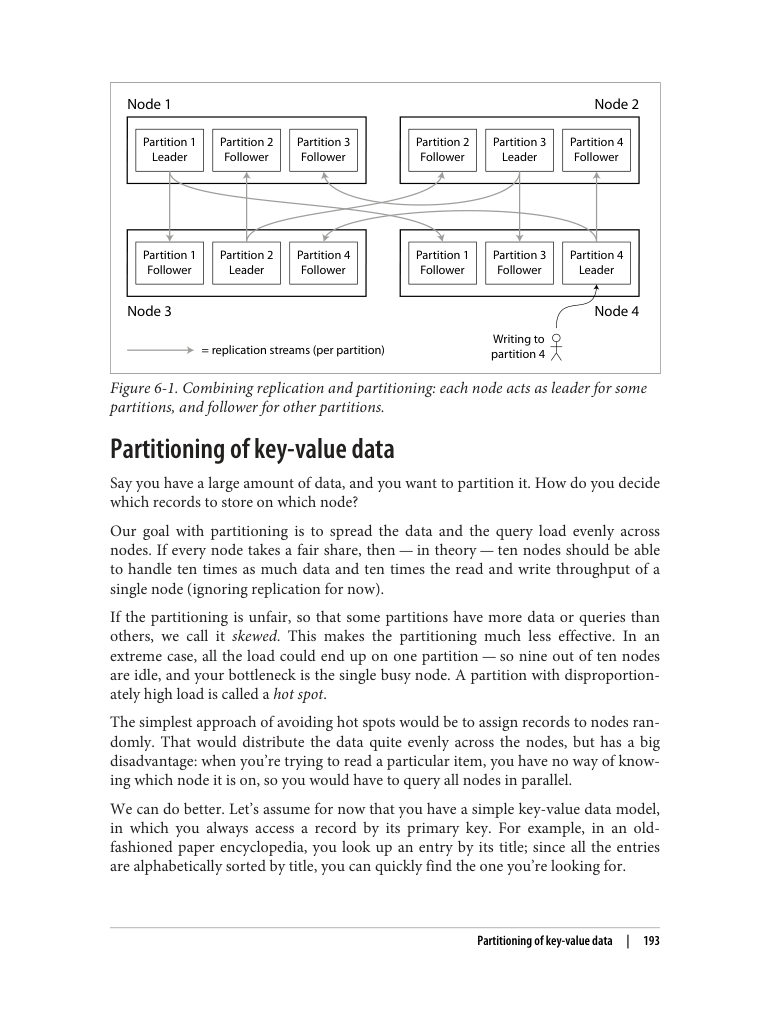 Node 1
Node 2
Partition 1
Leader
Partition 2
Follower
Partition 3
Follower
Partition 2
Follower
Partition 3
Leader
Partition 4
Follower
Partition 1
Follower
Partition 2
Leader
Partition 4
Follower
Partition 1
Follower
Partition 3
Follower
Partition 4
Leader
Node 3
Node 4
Writing to
partition 4
= replication streams (per partition)
Figure 6-1. Combining replication and partitioning: each node acts as leader for some
partitions, and follower for other partitions.
Partitioning of key-value data
Say you have a large amount of data, and you want to partition it. How do you decide
which records to store on which node?
Our goal with partitioning is to spread the data and the query load evenly across
nodes. If every node takes a fair share, then — in theory — ten nodes should be able
to handle ten times as much data and ten times the read and write throughput of a
single node (ignoring replication for now).
If the partitioning is unfair, so that some partitions have more data or queries than
others, we call it skewed. This makes the partitioning much less effective. In an
extreme case, all the load could end up on one partition — so nine out of ten nodes
are idle, and your bottleneck is the single busy node. A partition with disproportion-
ately high load is called a hot spot.
The simplest approach of avoiding hot spots would be to assign records to nodes ran-
domly. That would distribute the data quite evenly across the nodes, but has a big
disadvantage: when you’re trying to read a particular item, you have no way of know-
ing which node it is on, so you would have to query all nodes in parallel.
We can do better. Let’s assume for now that you have a simple key-value data model,
in which you always access a record by its primary key. For example, in an old-
fashioned paper encyclopedia, you look up an entry by its title; since all the entries
are alphabetically sorted by title, you can quickly find the one you’re looking for.
Partitioning of key-value data | 193